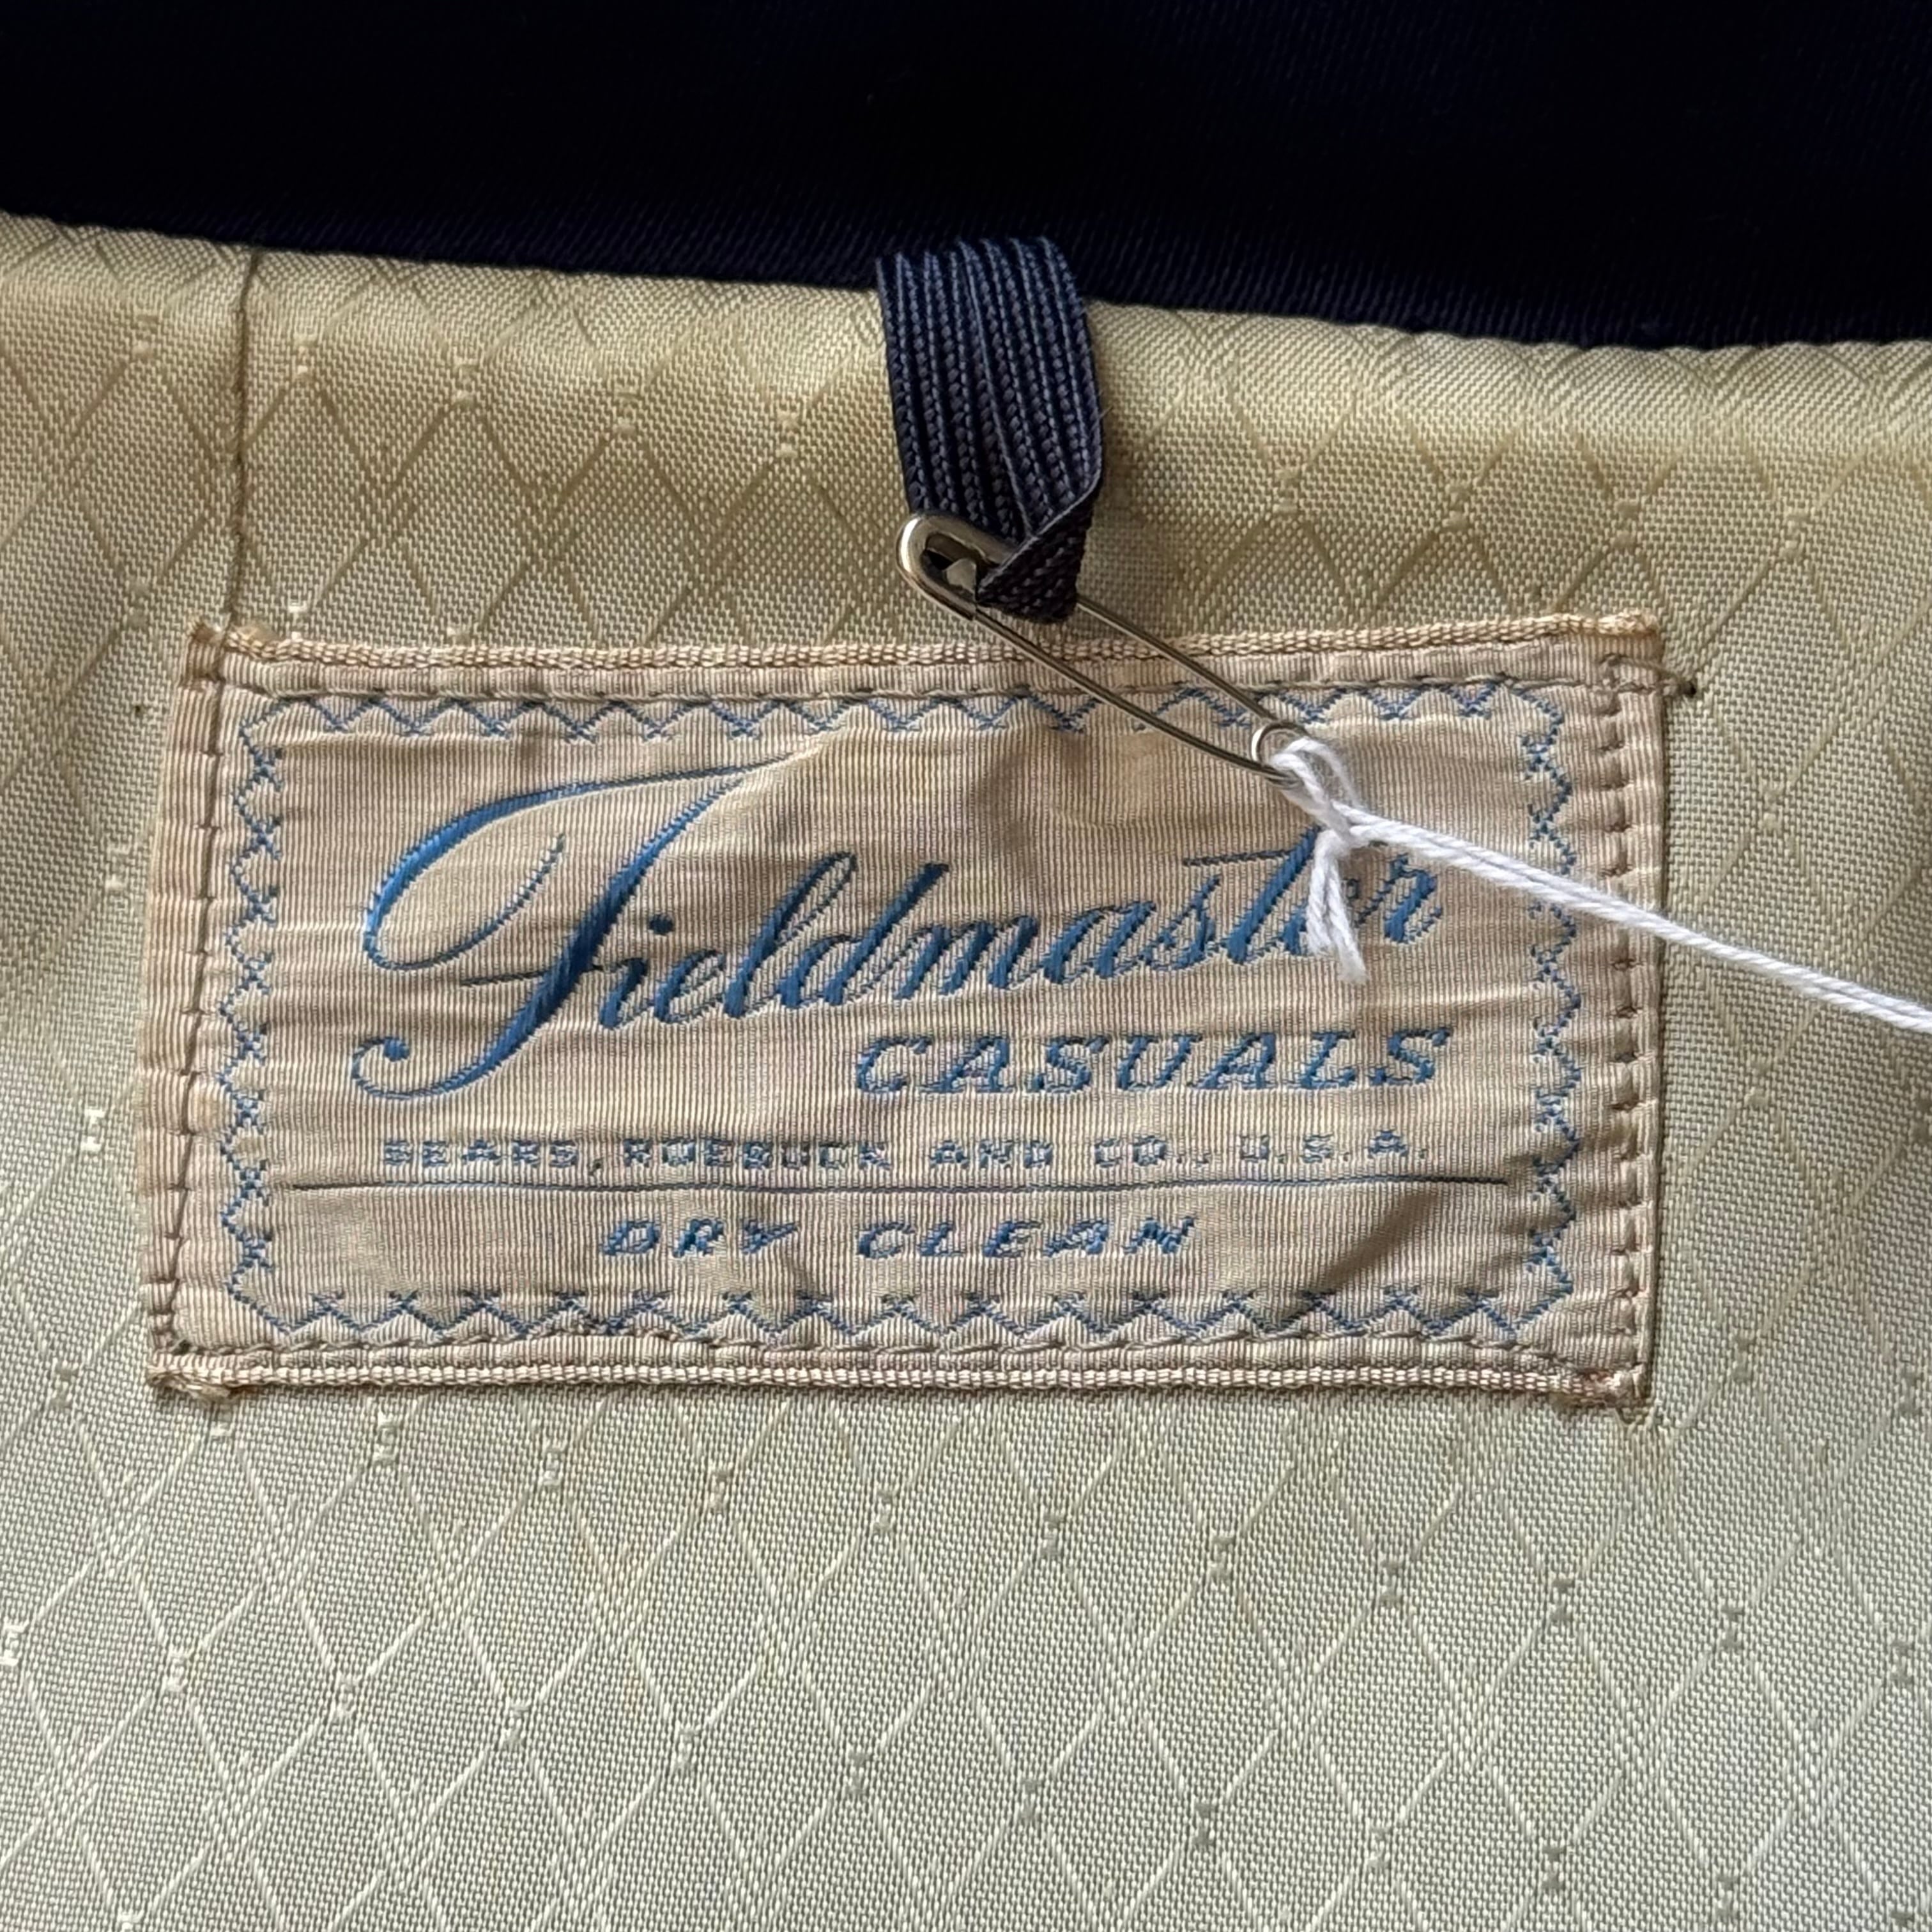 Fieldmaster
CASUALS
SEARS, ROEBUCK AND CO., U.S.A.
DRY CLEAN